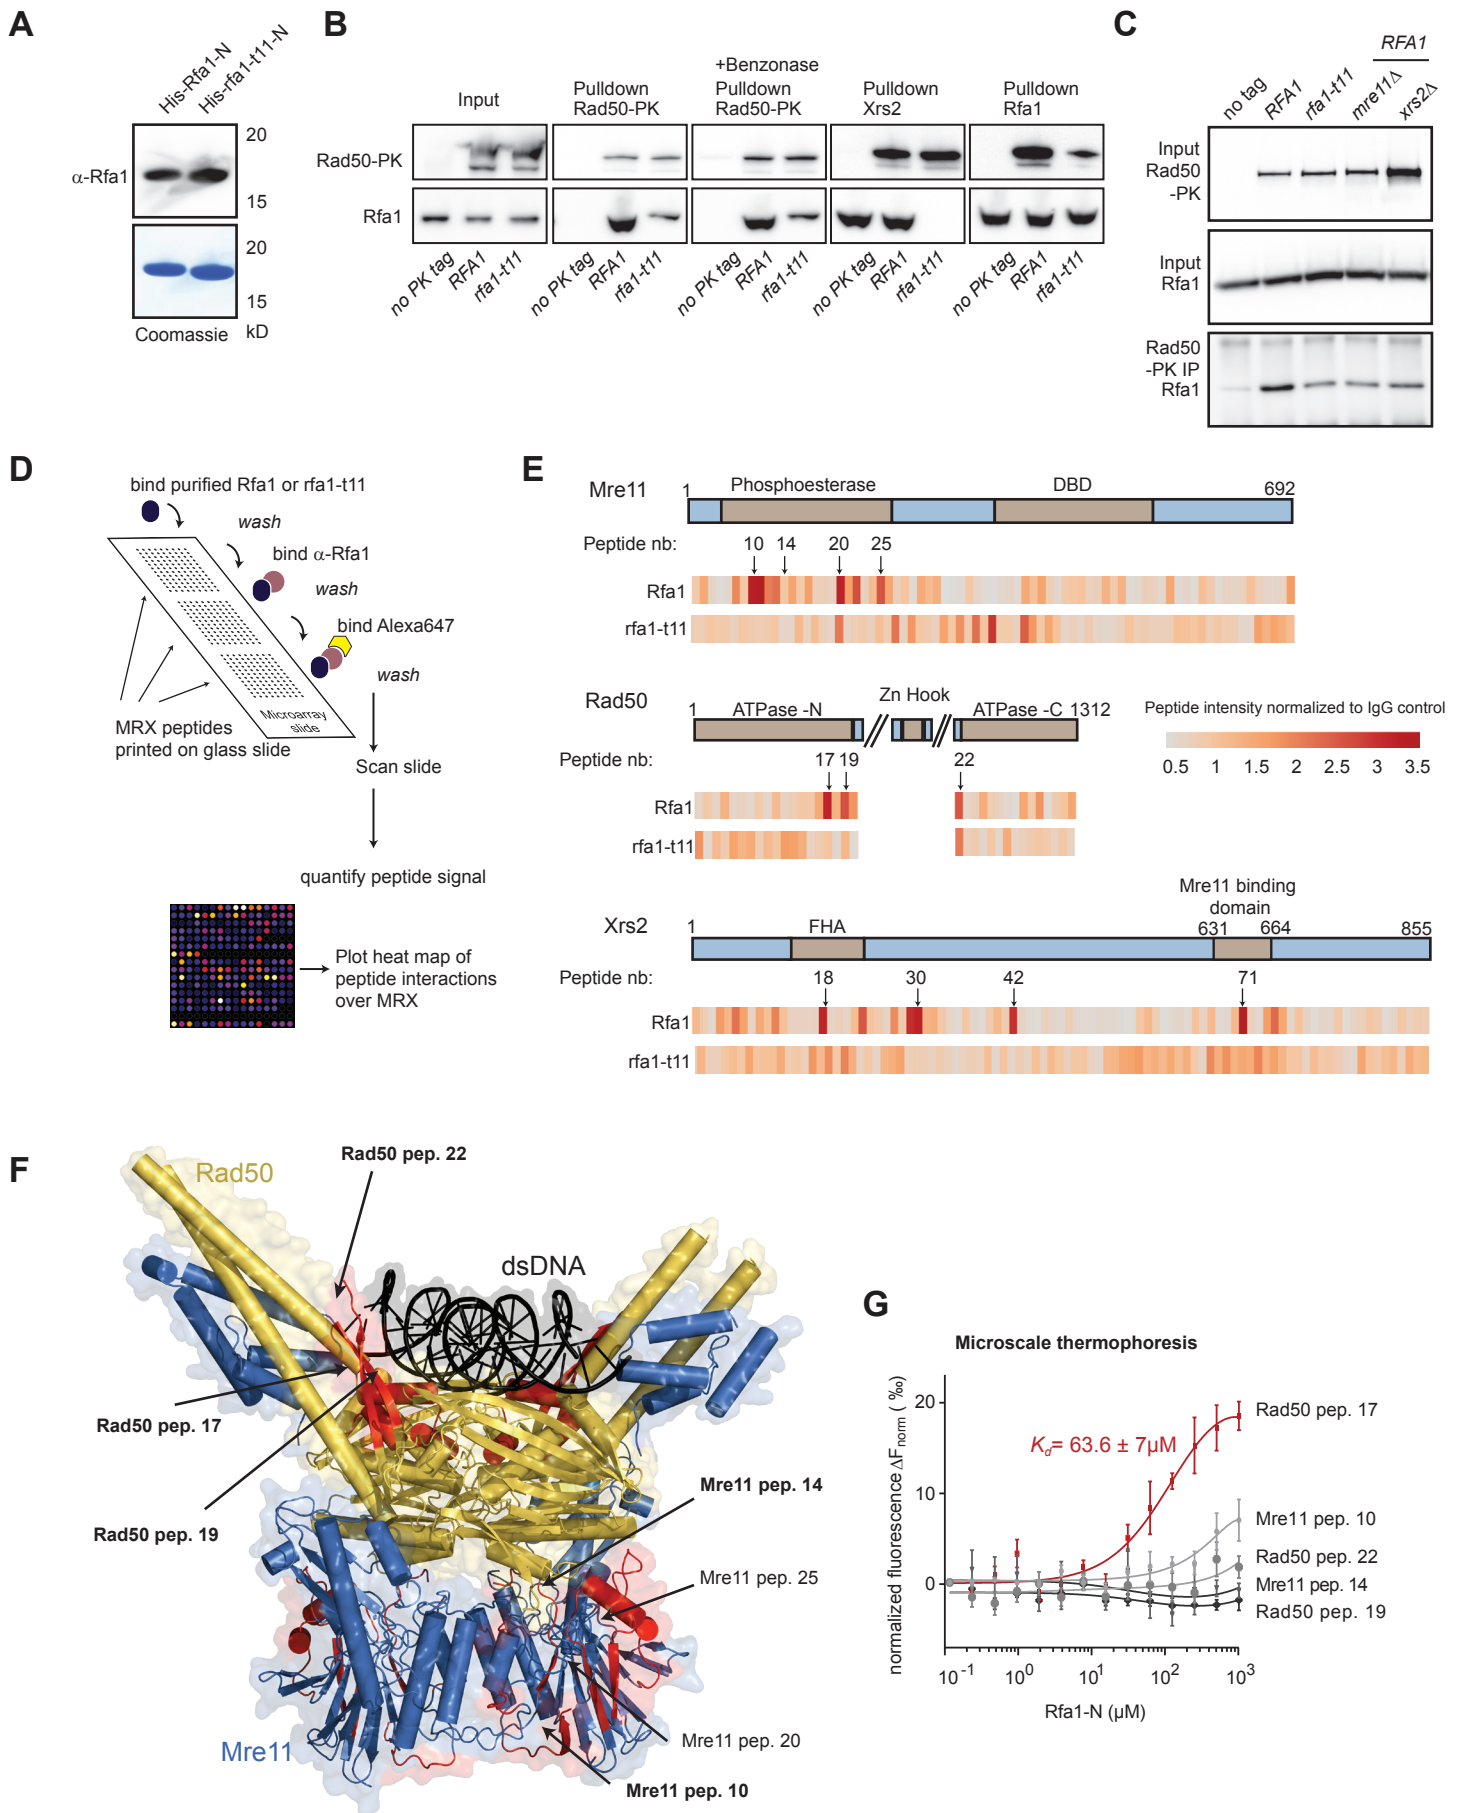 A
His-Rfa1-N
His-rfa1-t11-N
α-Rfa1
20
15
20
15
Coomassie
kD
B
Input
Pulldown
Rad50-PK
+Benzonase
Pulldown
Rad50-PK
Pulldown
Xrs2
Pulldown
Rfa1
Rad50-PK
Rfa1
no PK tag
RFA1
rfa1-t11
no PK tag
RFA1
rfa1-t11
no PK tag
RFA1
rfa1-t11
no PK tag
RFA1
rfa1-t11
no PK tag
RFA1
rfa1-t11
C
RFA1
no tag
RFA1
rfa1-t11
mre11Δ
xrs2Δ
Input
Rad50
-PK
Input
Rfa1
Rad50
-PK IP
Rfa1
D
bind purified Rfa1 or rfa1-t11
wash
bind α-Rfa1
wash
bind Alexa647
wash
MRX peptides
printed on glass slide
Microarray
slide
Scan slide
quantify peptide signal
Plot heat map of
peptide interactions
over MRX
E
Mre11
1 Phosphoesterase DBD 692
Peptide nb: 10 14 20 25
Rfa1
rfa1-t11
Rad50
1 ATPase -N Zn Hook ATPase -C 1312
Peptide nb: 17 19 22
Rfa1
rfa1-t11
Peptide intensity normalized to IgG control
0.5 1 1.5 2 2.5 3 3.5
Mre11 binding
domain
Xrs2
1 FHA 631 664 855
Peptide nb: 18 30 42 71
Rfa1
rfa1-t11
F
Rad50 pep. 22
Rad50
dsDNA
Rad50 pep. 17
Rad50 pep. 19
Mre11 pep. 14
Mre11 pep. 25
Mre11 pep. 20
Mre11
Mre11 pep. 10
G
Microscale thermophoresis
normalized fluorescence ΔFnorm ( ‰)
20
10
0
Kd= 63.6 ± 7µM
Rad50 pep. 17
Mre11 pep. 10
Rad50 pep. 22
Mre11 pep. 14
Rad50 pep. 19
10-1 100 101 102 103
Rfa1-N (µM)